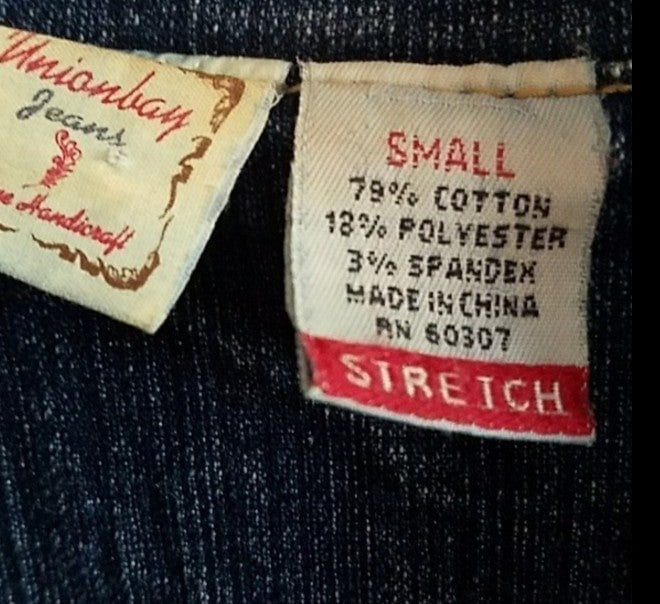 Unionbay
Jeans
Handicraft
SMALL
79% COTTON
18% POLYESTER
3% SPANDEX
MADE IN CHINA
RN 60307
STRETCH